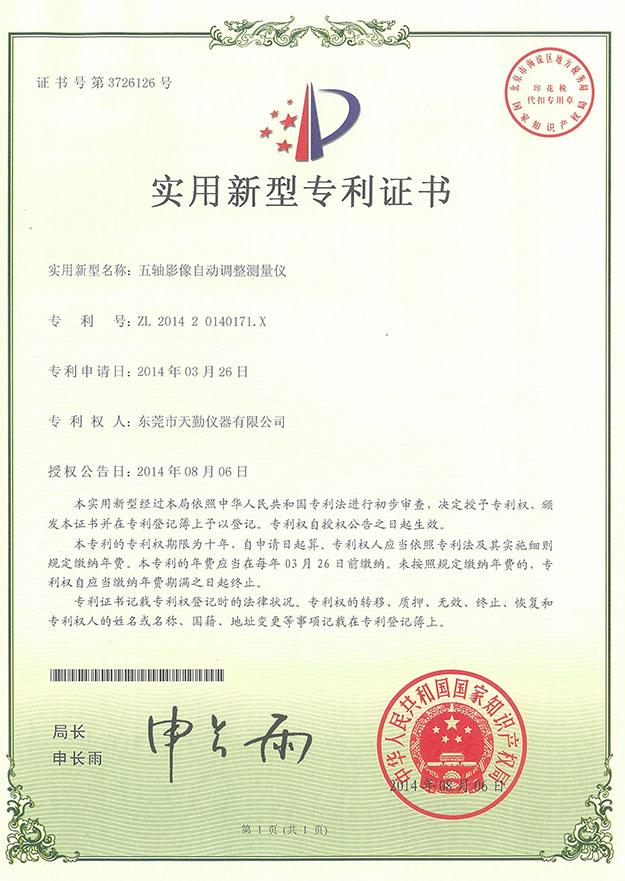 证书号第3726126号
北京市海淀区地方税务局
印花税
代扣专用章
国家知识产权局
实用新型专利证书
实用新型名称：五轴影像自动调整测量仪
专利号：ZL 2014 2 0140171.X
专利申请日：2014年03月26日
专利权人：东莞市天勤仪器有限公司
授权公告日：2014年08月06日
本实用新型经过本局依照中华人民共和国专利法进行初步审查，决定授予专利权，颁
发本证书并在专利登记簿上予以登记。专利权自授权公告之日起生效。
本专利的专利权期限为十年，自申请日起算。专利权人应当依照专利法及其实施细则
规定缴纳年费。本专利的年费应当在每年03月26日前缴纳。未按照规定缴纳年费的，专
利权自应当缴纳年费期满之日起终止。
专利证书记载专利权登记时的法律状况。专利权的转移、质押、无效、终止、恢复和
专利权人的姓名或名称、国籍、地址变更等事项记载在专利登记簿上。
局长
申长雨
申长雨
中华人民共和国国家知识产权局
2014年08月06日
第1页(共1页)